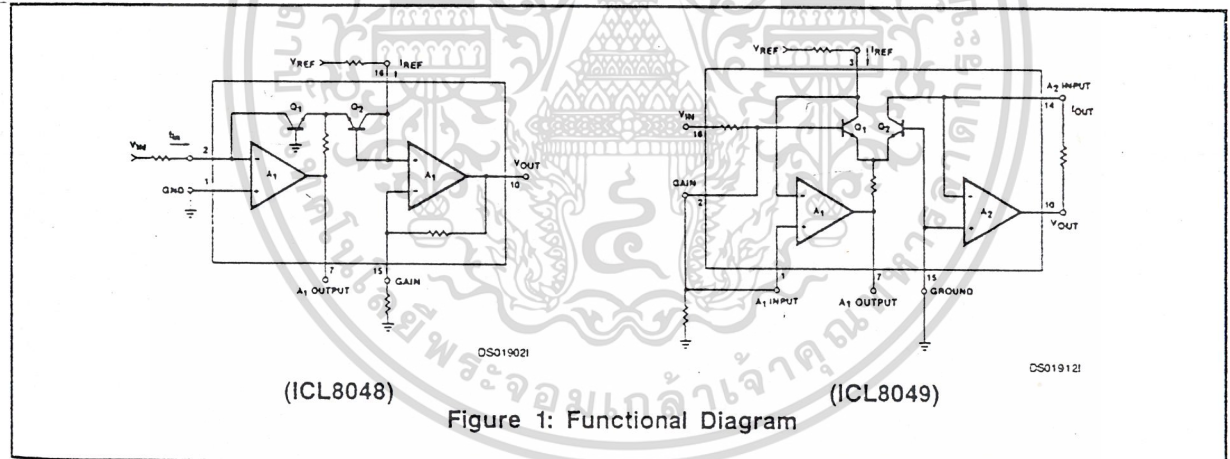 VREF
IREF
16
Q1
Q2
VIN
IIN
2
A1
A1
VOUT
10
GND
1
7
15
GAIN
A1 OUTPUT
DS01902I
(ICL8048)
VREF
IREF
3
A2 INPUT
14
IOUT
VIN
16
Q1
Q2
GAIN
2
A1
A2
10
VOUT
1
7
15
A1 INPUT
A1 OUTPUT
GROUND
DS01912I
(ICL8049)
Figure 1: Functional Diagram